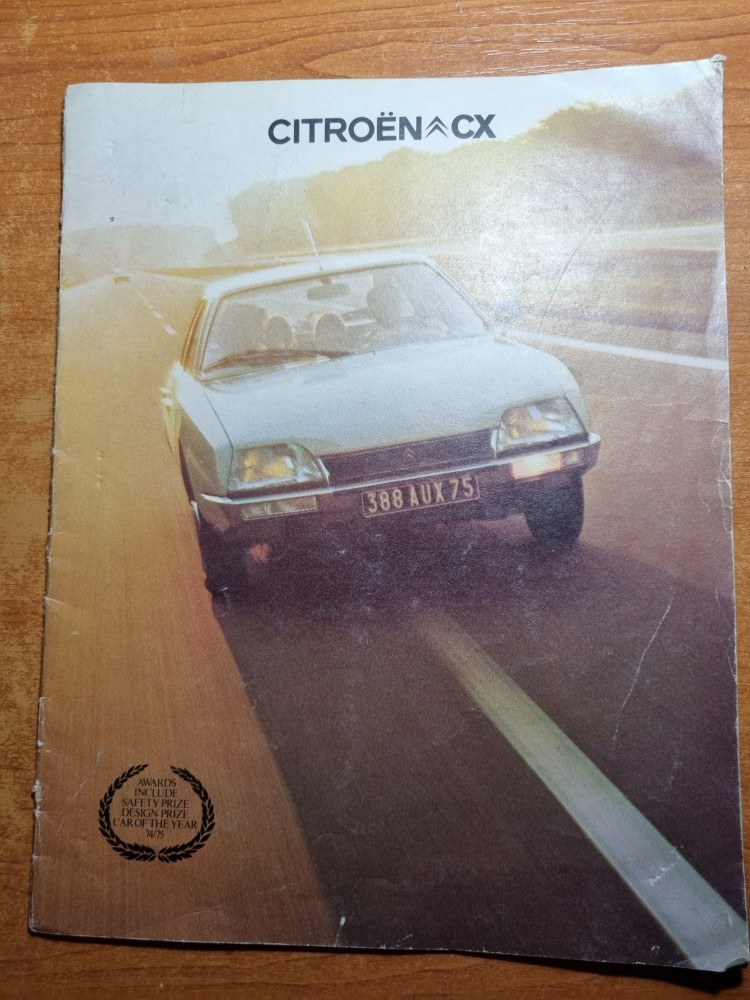 CITROËN CX
388 AUX 75
AWARDS
INCLUDE
SAFETY PRIZE
DESIGN PRIZE
CAR OF THE YEAR
74/75